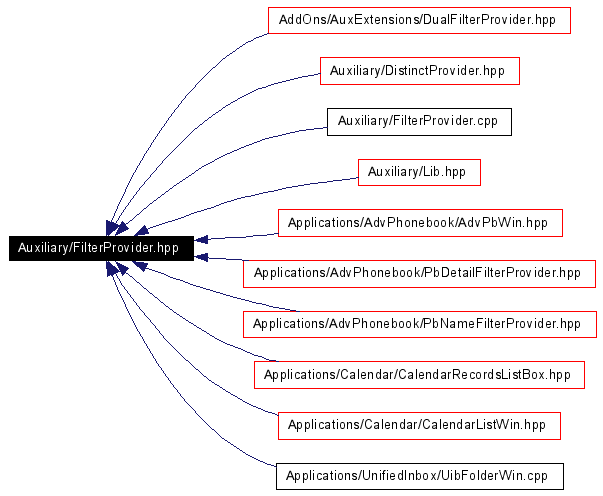 AddOns/AuxExtensions/DualFilterProvider.hpp
Auxiliary/DistinctProvider.hpp
Auxiliary/FilterProvider.cpp
Auxiliary/Lib.hpp
Applications/AdvPhonebook/AdvPbWin.hpp
Auxiliary/FilterProvider.hpp
Applications/AdvPhonebook/PbDetailFilterProvider.hpp
Applications/AdvPhonebook/PbNameFilterProvider.hpp
Applications/Calendar/CalendarRecordsListBox.hpp
Applications/Calendar/CalendarListWin.hpp
Applications/UnifiedInbox/UibFolderWin.cpp